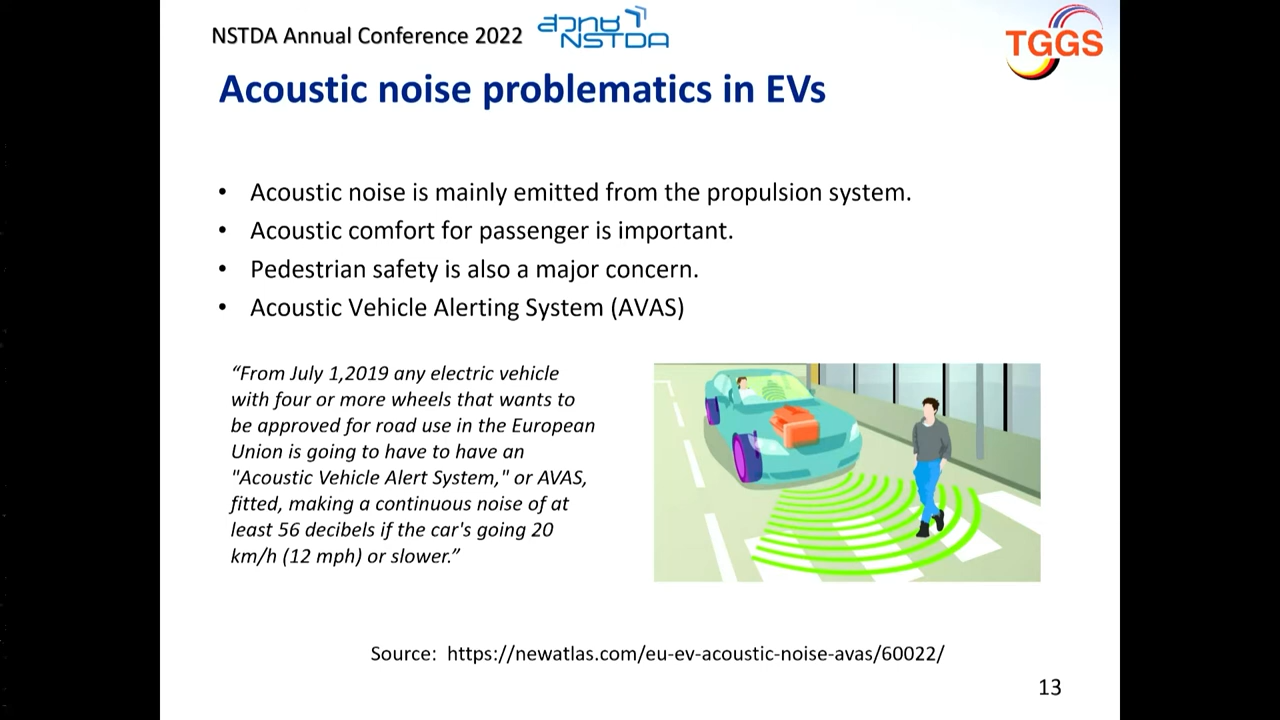 NSTDA Annual Conference 2022
สวทช
NSTDA
TGGS
Acoustic noise problematics in EVs
• Acoustic noise is mainly emitted from the propulsion system.
• Acoustic comfort for passenger is important.
• Pedestrian safety is also a major concern.
• Acoustic Vehicle Alerting System (AVAS)
“From July 1,2019 any electric vehicle
with four or more wheels that wants to
be approved for road use in the European
Union is going to have to have an
"Acoustic Vehicle Alert System," or AVAS,
fitted, making a continuous noise of at
least 56 decibels if the car's going 20
km/h (12 mph) or slower.”
Source: https://newatlas.com/eu-ev-acoustic-noise-avas/60022/
13